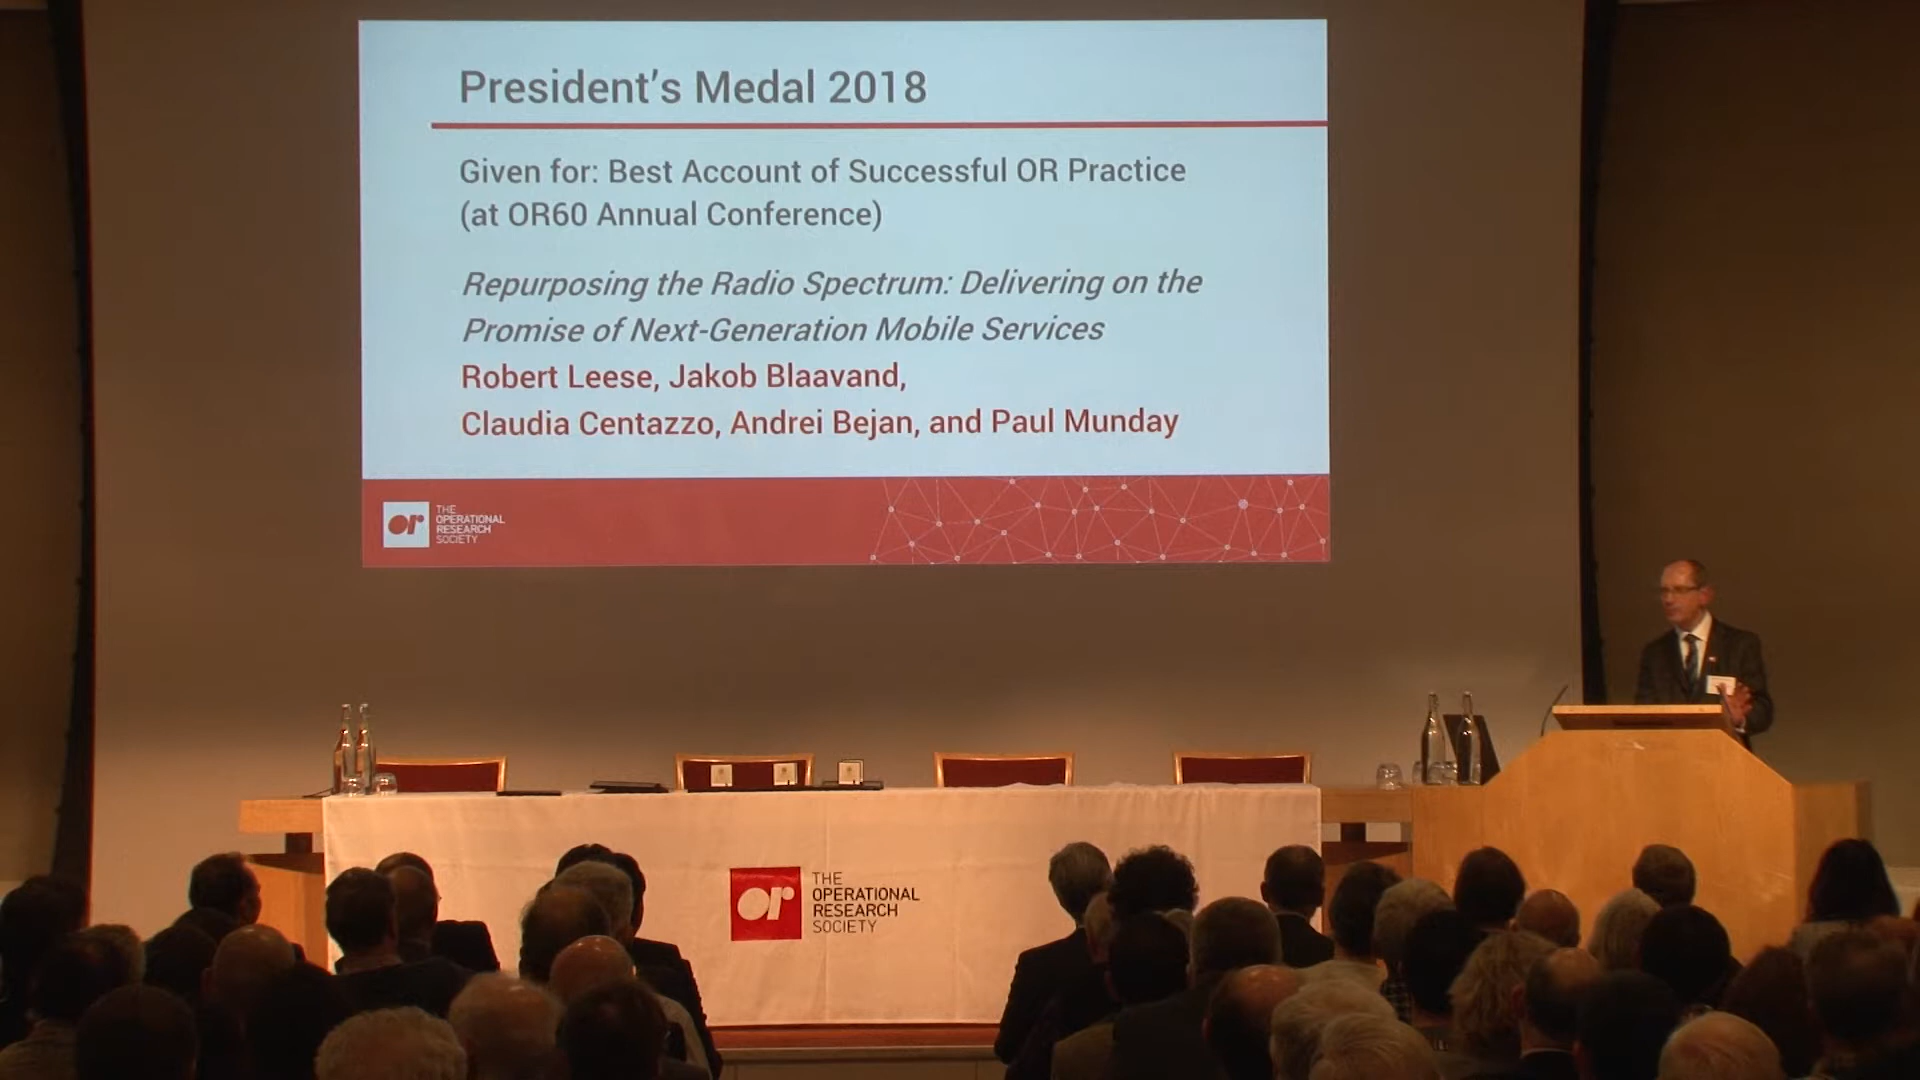 President's Medal 2018
Given for: Best Account of Successful OR Practice
(at OR60 Annual Conference)
Repurposing the Radio Spectrum: Delivering on the
Promise of Next-Generation Mobile Services
Robert Leese, Jakob Blaavand,
Claudia Centazzo, Andrei Bejan, and Paul Munday
or
THE
OPERATIONAL
RESEARCH
SOCIETY
or
THE
OPERATIONAL
RESEARCH
SOCIETY